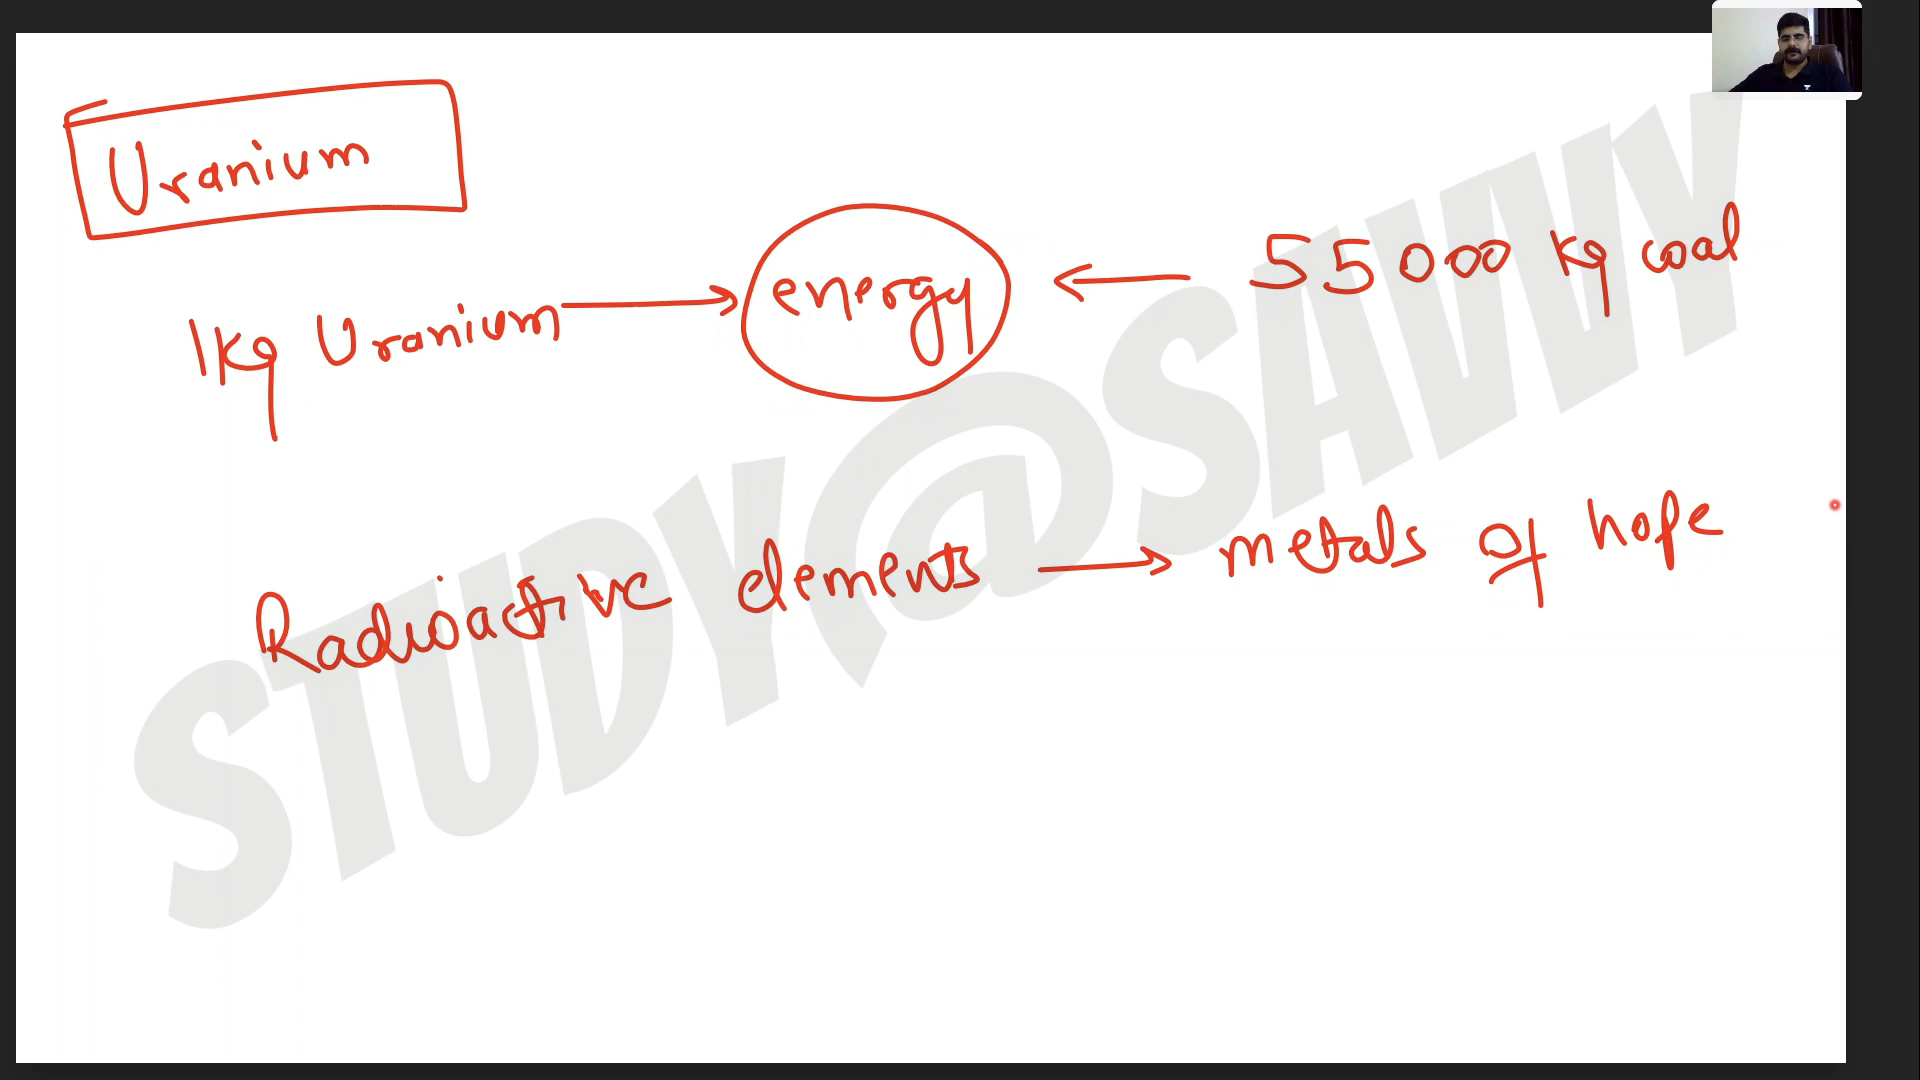 Uranium
1kg Uranium → energy ← 55000 kg coal
Radioactive elements → metals of hope
STUDY@SAVVY